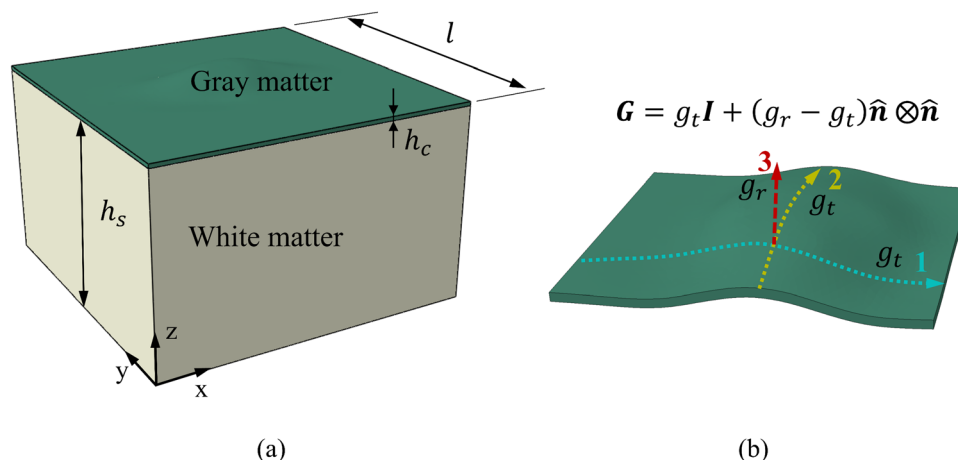 l
Gray matter
h_c
h_s
White matter
z
y
x
(a)
G = g_t I + (g_r − g_t) n̂ ⊗ n̂
3
2
g_r
g_t
g_t
1
(b)